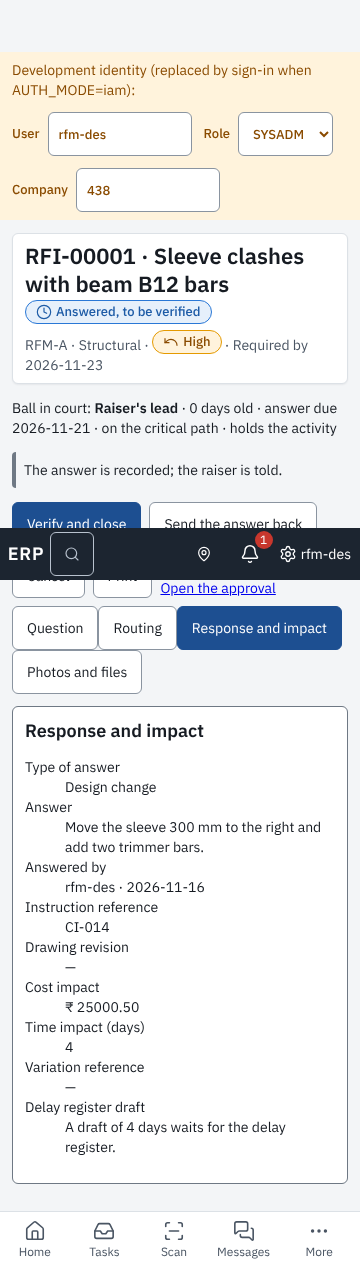 Development identity (replaced by sign-in when
AUTH_MODE=iam):
User rfm-des Role SYSADM
Company 438
RFI-00001 · Sleeve clashes
with beam B12 bars
Answered, to be verified
RFM-A · Structural · High · Required by
2026-11-23
Ball in court: Raiser's lead · 0 days old · answer due
2026-11-21 · on the critical path · holds the activity
The answer is recorded; the raiser is told.
Verify and close Send the answer back
ERP 1 rfm-des
Open the approval
Question Routing Response and impact
Photos and files
Response and impact
Type of answer
Design change
Answer
Move the sleeve 300 mm to the right and
add two trimmer bars.
Answered by
rfm-des · 2026-11-16
Instruction reference
CI-014
Drawing revision
—
Cost impact
₹ 25000.50
Time impact (days)
4
Variation reference
—
Delay register draft
A draft of 4 days waits for the delay
register.
Home Tasks Scan Messages More